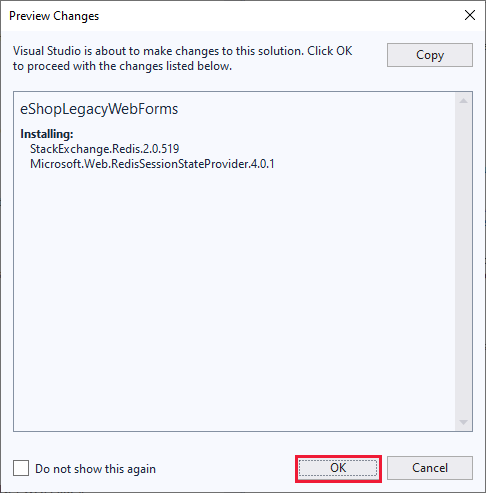 Preview Changes
Visual Studio is about to make changes to this solution. Click OK
to proceed with the changes listed below.
Copy
eShopLegacyWebForms
Installing:
StackExchange.Redis.2.0.519
Microsoft.Web.RedisSessionStateProvider.4.0.1
Do not show this again
OK
Cancel